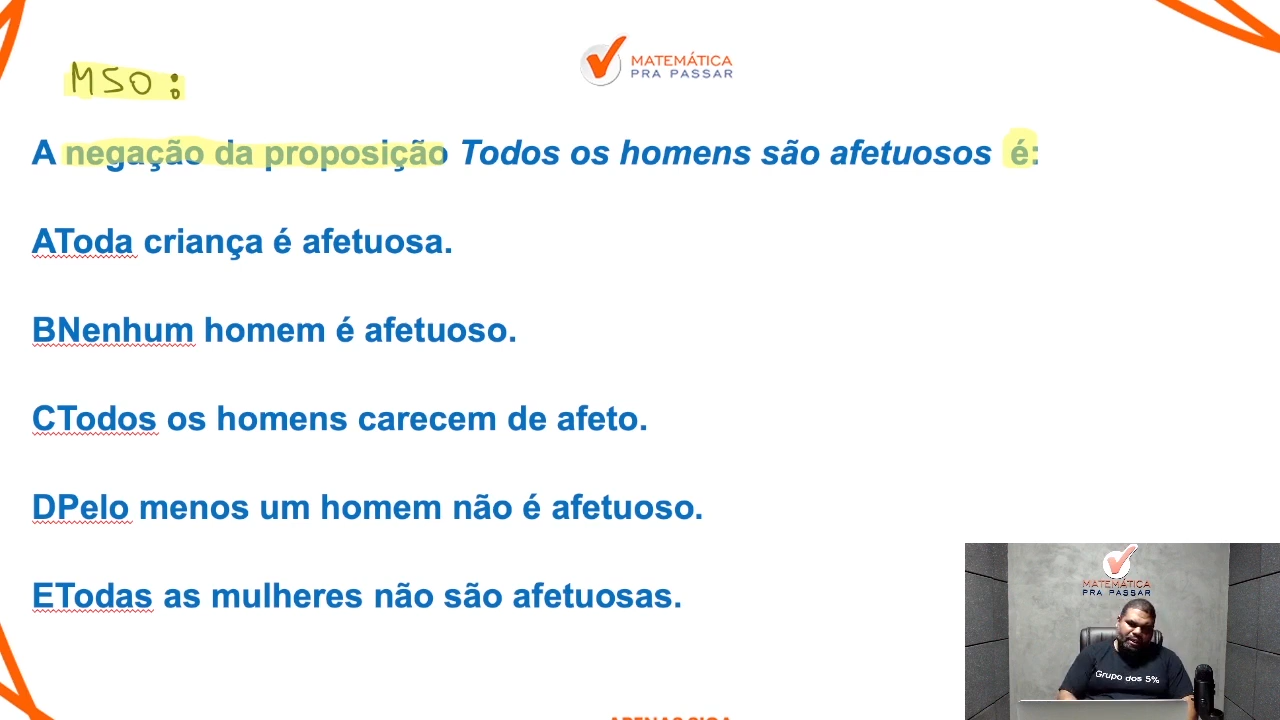 MSO:
MATEMÁTICA
PRA PASSAR
A negação da proposição Todos os homens são afetuosos é:
AToda criança é afetuosa.
BNenhum homem é afetuoso.
CTodos os homens carecem de afeto.
DPelo menos um homem não é afetuoso.
ETodas as mulheres não são afetuosas.
MATEMÁTICA
PRA PASSAR
Grupo dos 5%